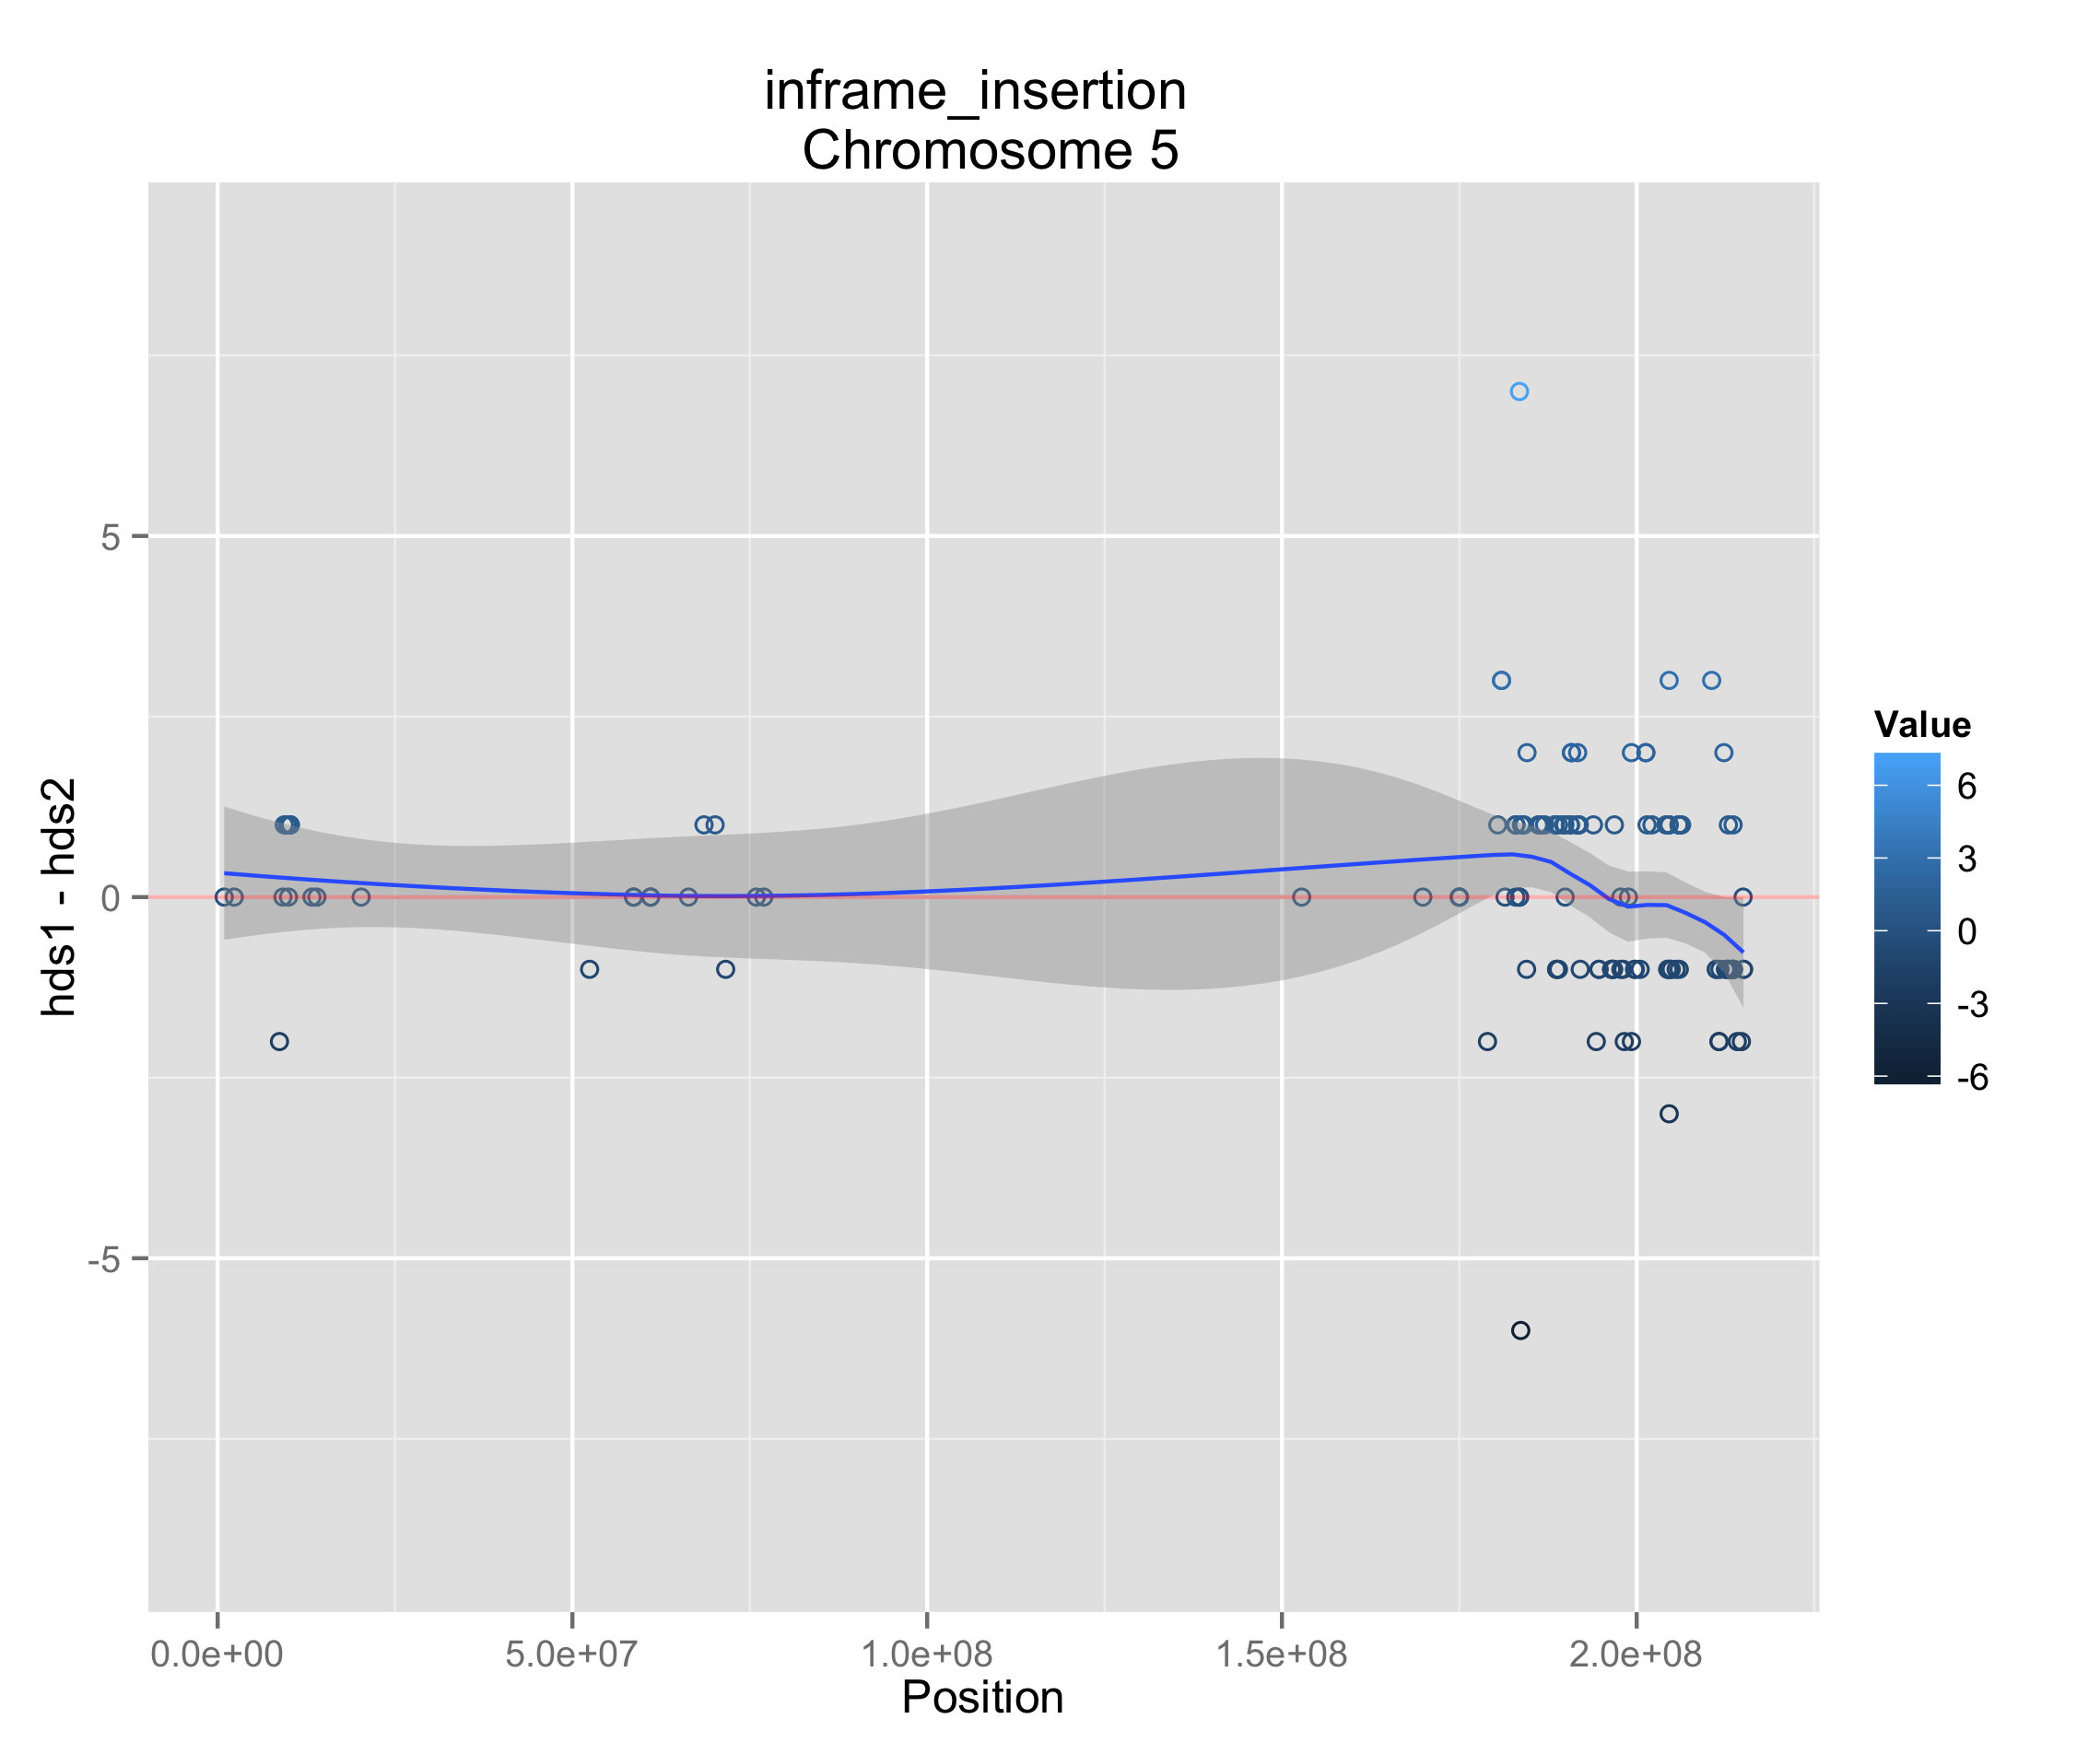 inframe_insertion
Chromosome 5
hds1 - hds2
5
0
-5
0.0e+00
5.0e+07
1.0e+08
1.5e+08
2.0e+08
Position
Value
6
3
0
-3
-6